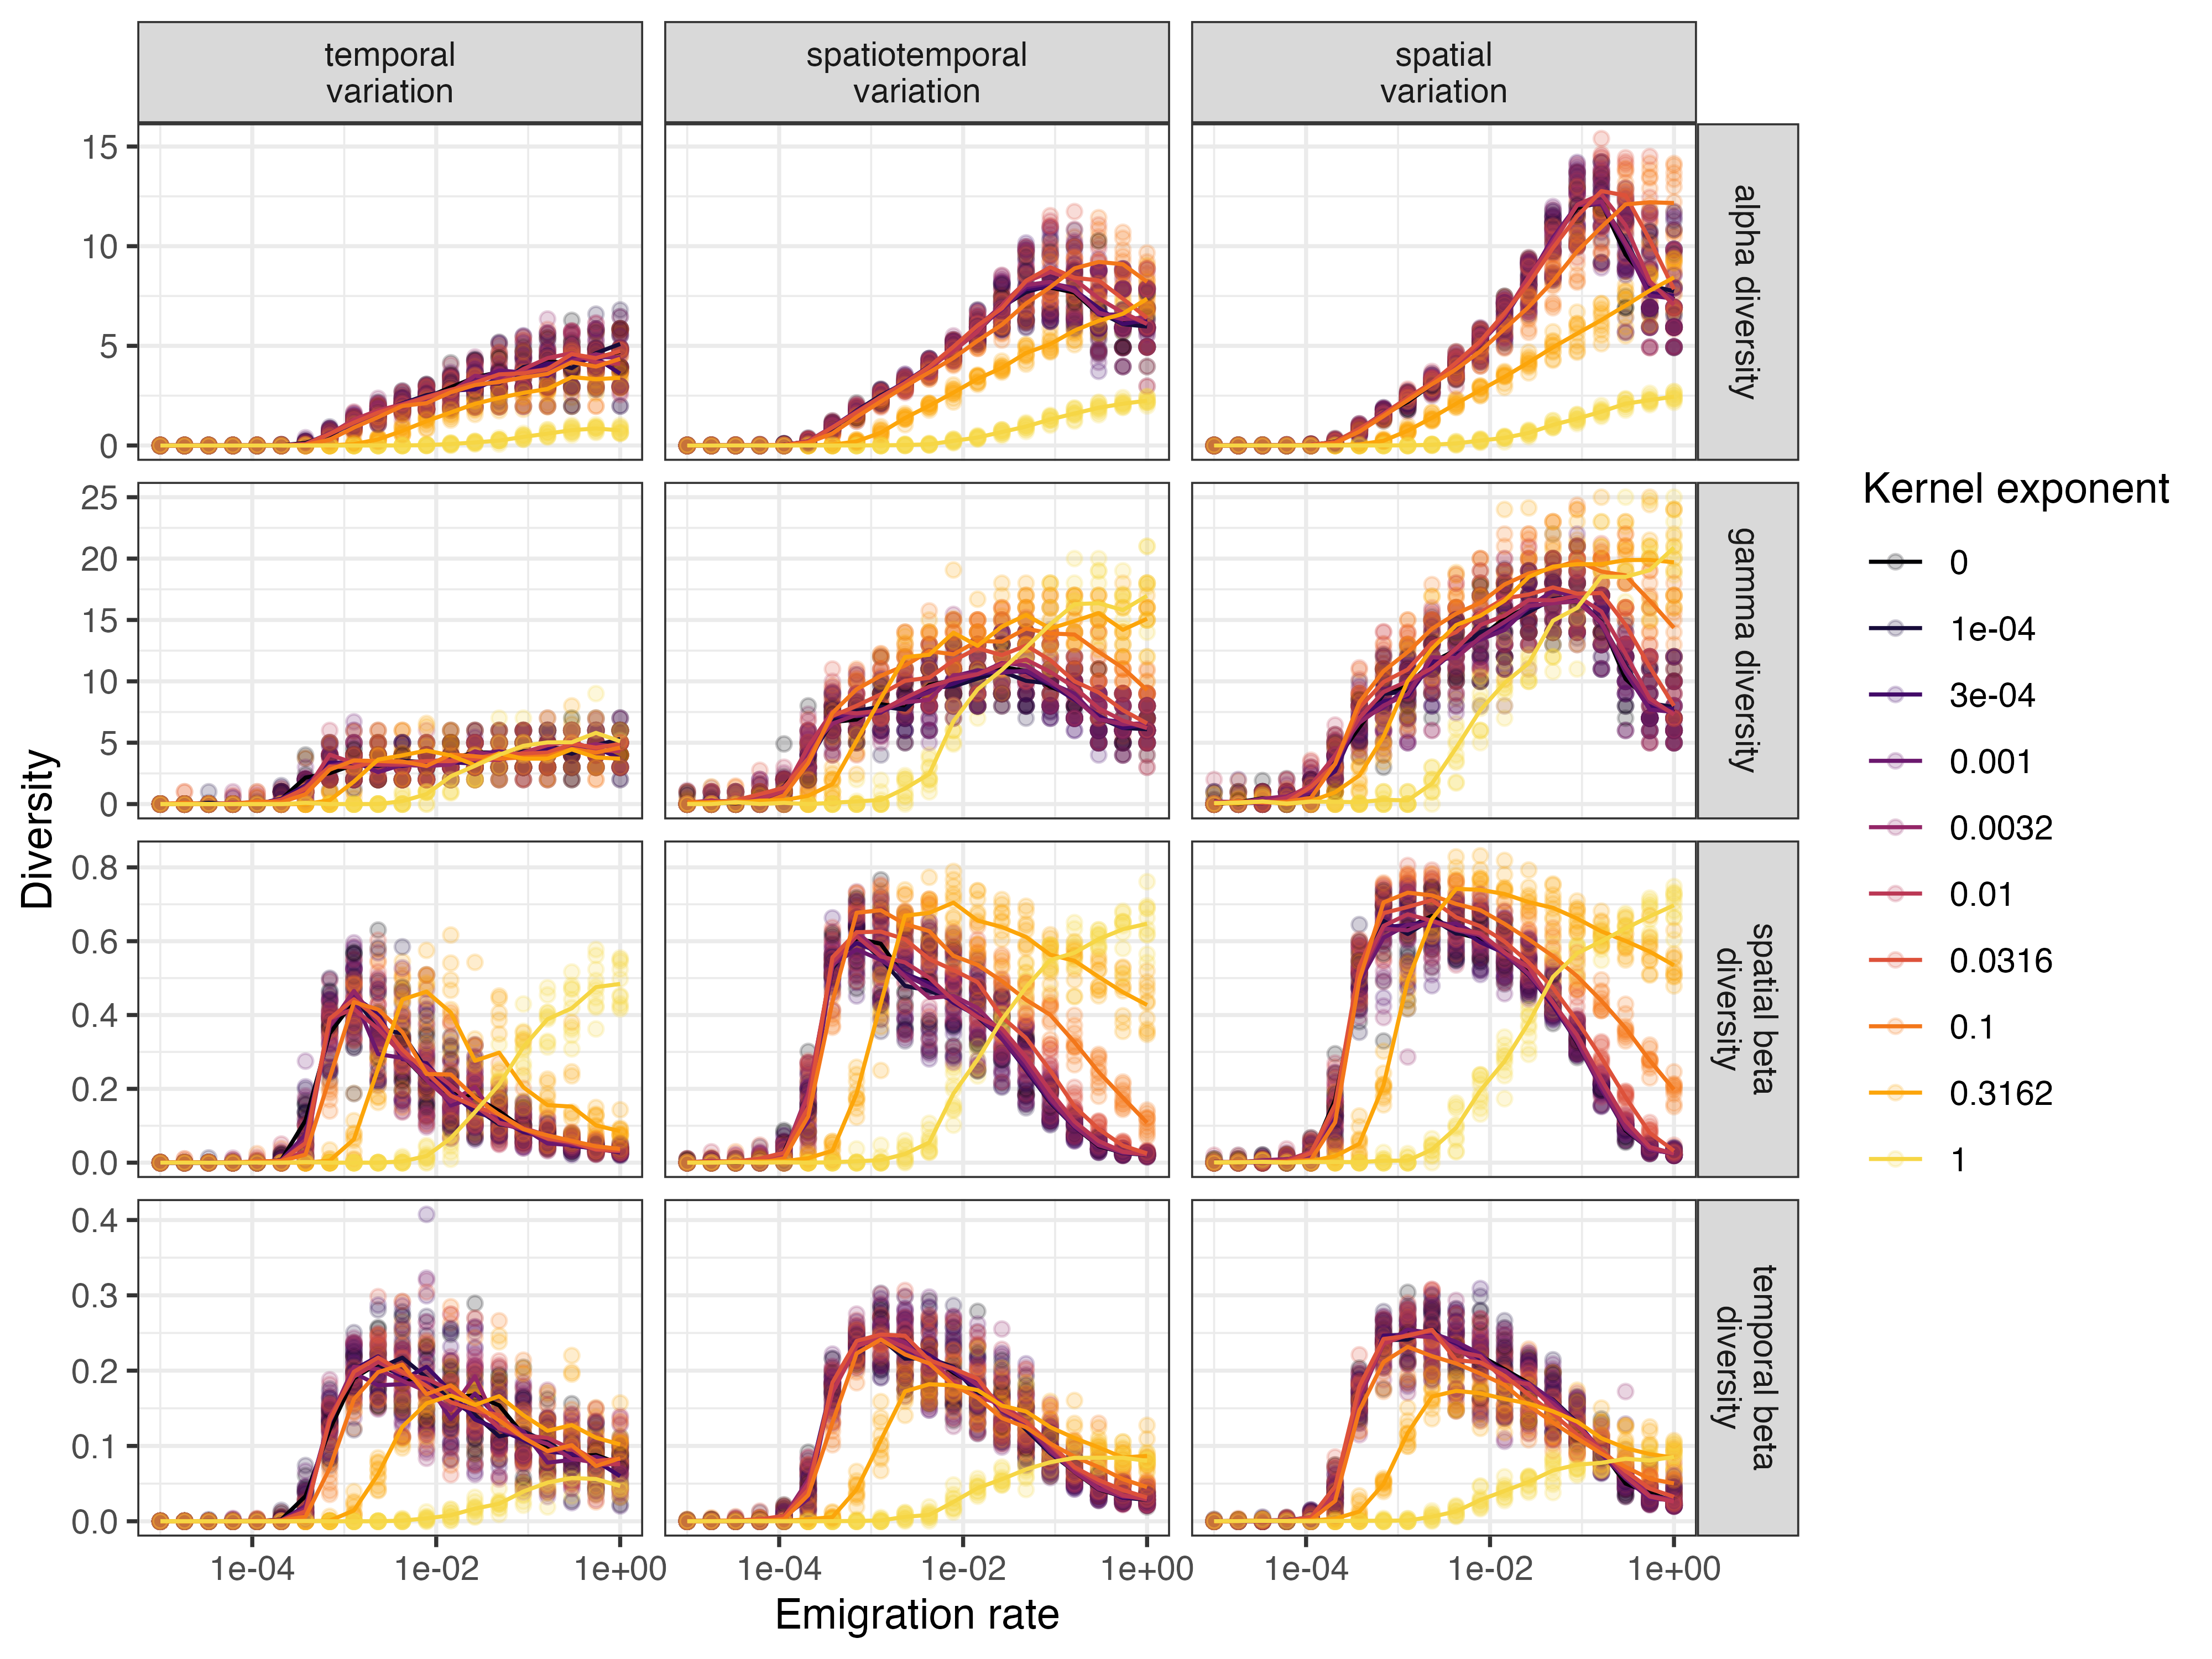 temporal
variation
spatiotemporal
variation
spatial
variation
15
10
5
0
alpha diversity
25
20
15
10
5
0
gamma diversity
0.8
0.6
0.4
0.2
0.0
spatial beta
diversity
0.4
0.3
0.2
0.1
0.0
temporal beta
diversity
1e-04
1e-02
1e+00
1e-04
1e-02
1e+00
1e-04
1e-02
1e+00
Emigration rate
Diversity
Kernel exponent
0
1e-04
3e-04
0.001
0.0032
0.01
0.0316
0.1
0.3162
1